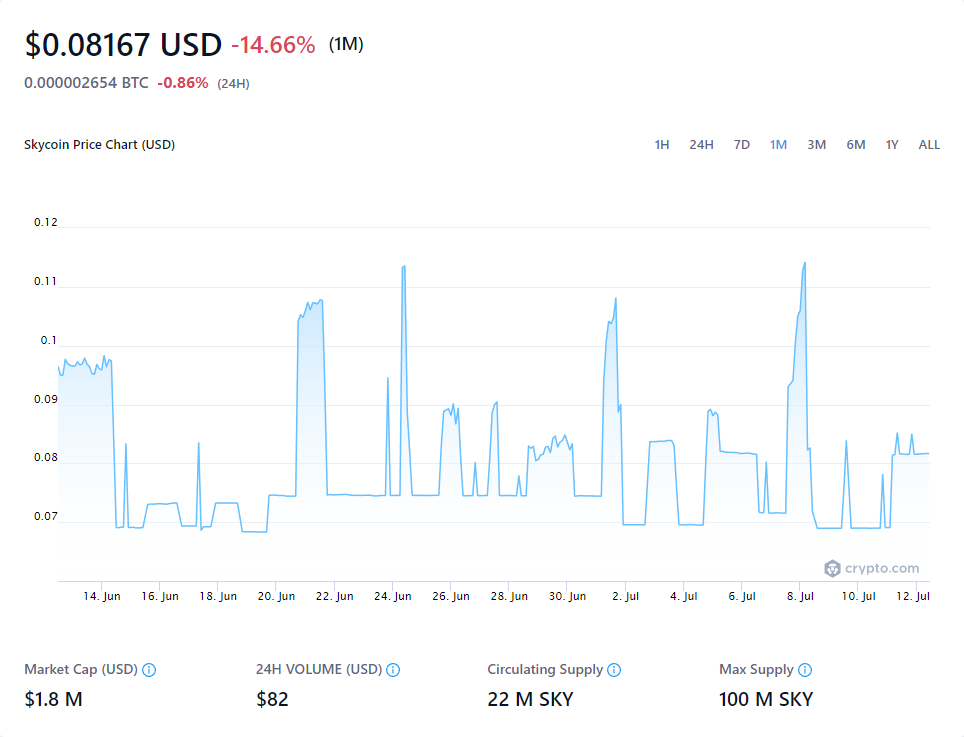 $0.08167 USD -14.66% (1M)
0.000002654 BTC -0.86% (24H)
Skycoin Price Chart (USD) 1H 24H 7D 1M 3M 6M 1Y ALL
0.12
0.11
0.1
0.09
0.08
0.07
crypto.com
14. Jun 16. Jun 18. Jun 20. Jun 22. Jun 24. Jun 26. Jun 28. Jun 30. Jun 2. Jul 4. Jul 6. Jul 8. Jul 10. Jul 12. Jul
Market Cap (USD) 24H VOLUME (USD) Circulating Supply Max Supply
$1.8 M $82 22 M SKY 100 M SKY